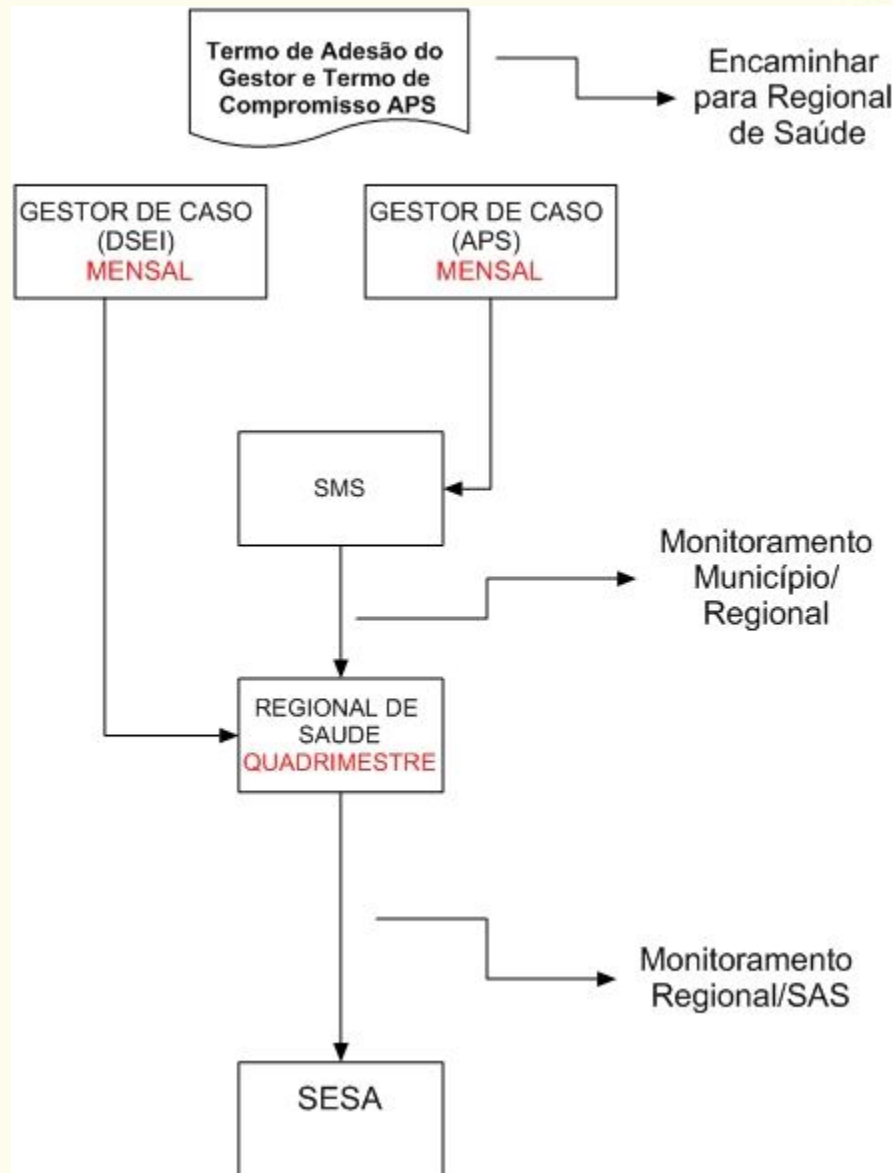 Termo de Adesão do
Gestor e Termo de
Compromisso APS
Encaminhar
para Regional
de Saúde
GESTOR DE CASO
(DSEI)
MENSAL
GESTOR DE CASO
(APS)
MENSAL
SMS
Monitoramento
Município/
Regional
REGIONAL DE
SAUDE
QUADRIMESTRE
Monitoramento
Regional/SAS
SESA